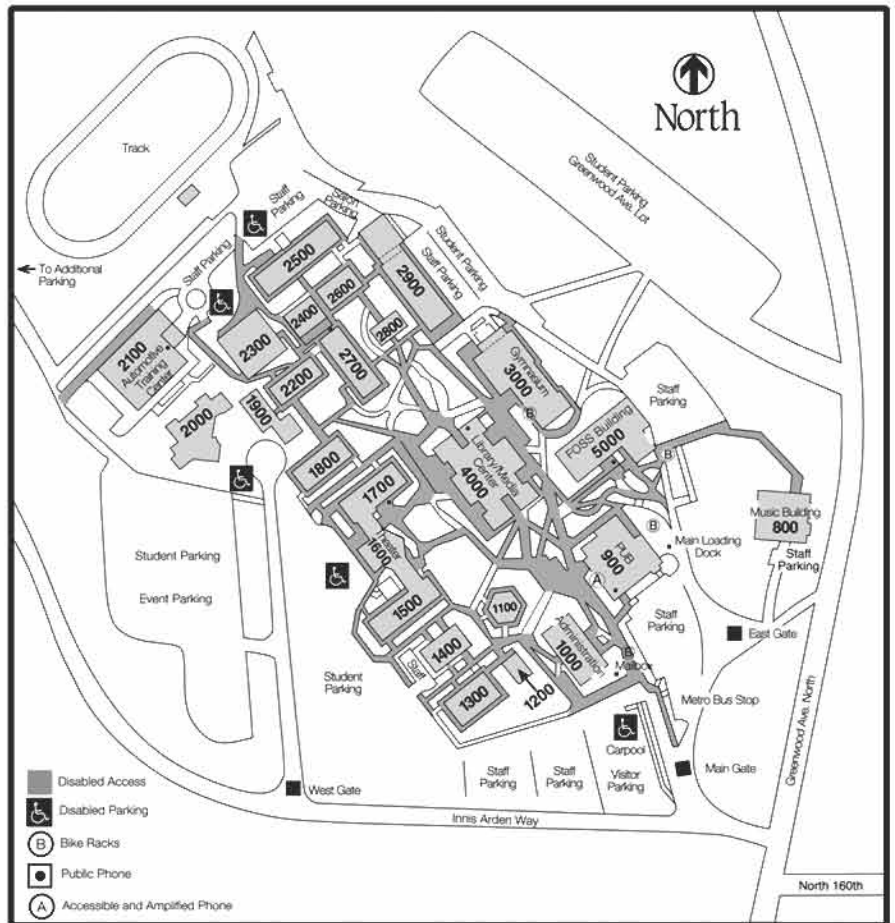 North
Track
Student Parking
Greenwood Ave. Lot
Staff
Parking
Salon
Parking
Staff Parking
To Additional
Parking
Student Parking
Staff Parking
2500
2600
2900
2400
2800
2300
2700
2100
Automotive
Training
Center
2200
1900
2000
Gymnasium
3000
B
Staff
Parking
FOSS Building
5000
B
1800
Library/Media
Center
4000
1700
Music Building
800
Staff
Parking
B
Main Loading
Dock
PUB
900
A
Student Parking
Event Parking
Theater
1600
1500
1100
Staff
Parking
East Gate
Administration
1000
B
Mailbox
1400
Staff
Student
Parking
1300
1200
Metro Bus Stop
Greenwood Ave. North
Carpool
Main Gate
Staff
Parking
Staff
Parking
Visitor
Parking
West Gate
Innis Arden Way
North 160th
Disabled Access
Disabled Parking
B Bike Racks
Public Phone
A Accessible and Amplified Phone